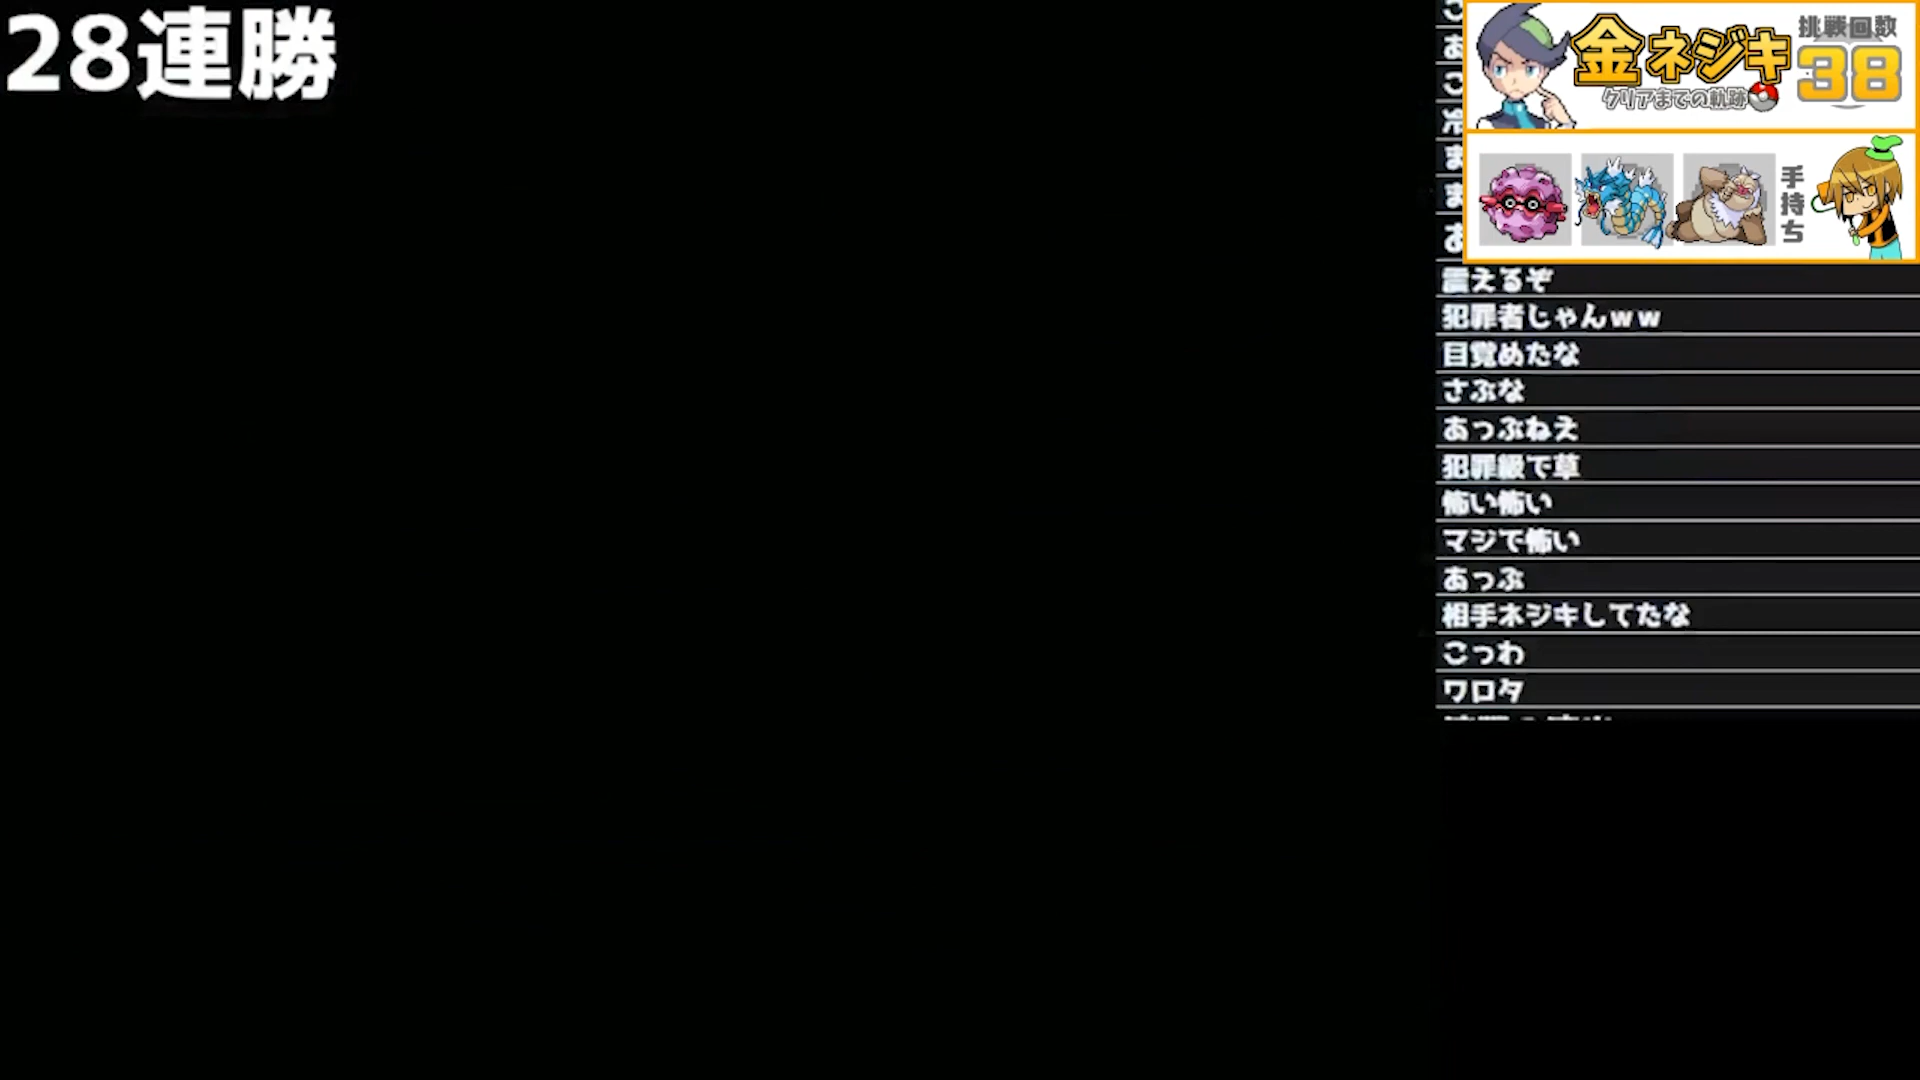 28連勝
金ネジキ
クリアまでの軌跡
挑戦回数
38
手持ち
震えるぞ
犯罪者じゃんｗｗ
目覚めたな
さぶな
あっぶねえ
犯罪級で草
怖い怖い
マジで怖い
あっぶ
相手ネジキしてたな
こっわ
ワロタ